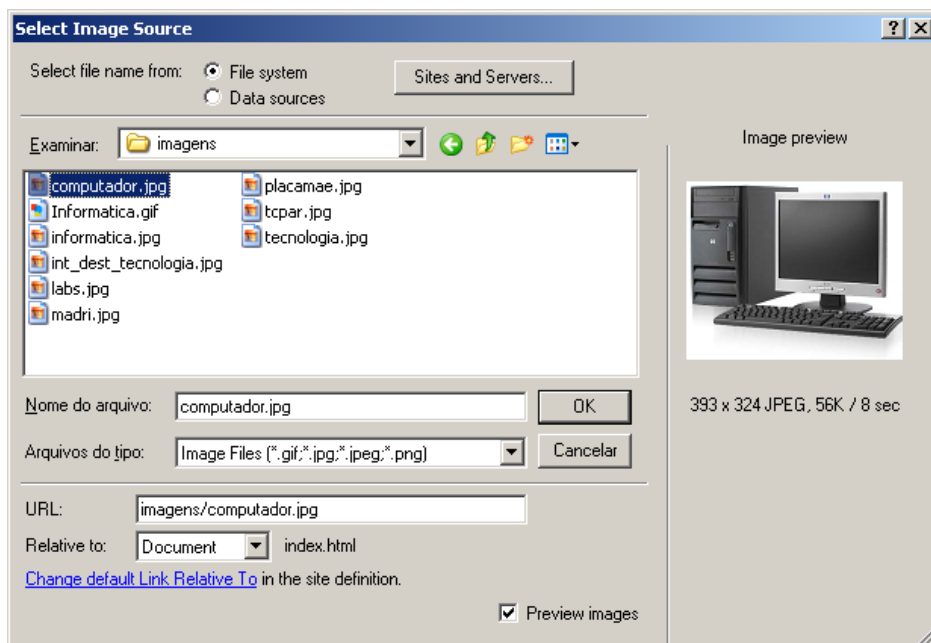 Select Image Source
Select file name from:
File system
Sites and Servers...
Data sources
Examinar:
imagens
Image preview
computador.jpg
Informatica.gif
informatica.jpg
int_dest_tecnologia.jpg
labs.jpg
madri.jpg
placamae.jpg
tcpar.jpg
tecnologia.jpg
Nome do arquivo:
computador.jpg
OK
393 x 324 JPEG, 56K / 8 sec
Arquivos do tipo:
Image Files (*.gif;*.jpg;*.jpeg;*.png)
Cancelar
URL:
imagens/computador.jpg
Relative to:
Document
index.html
Change default Link Relative To in the site definition.
Preview images